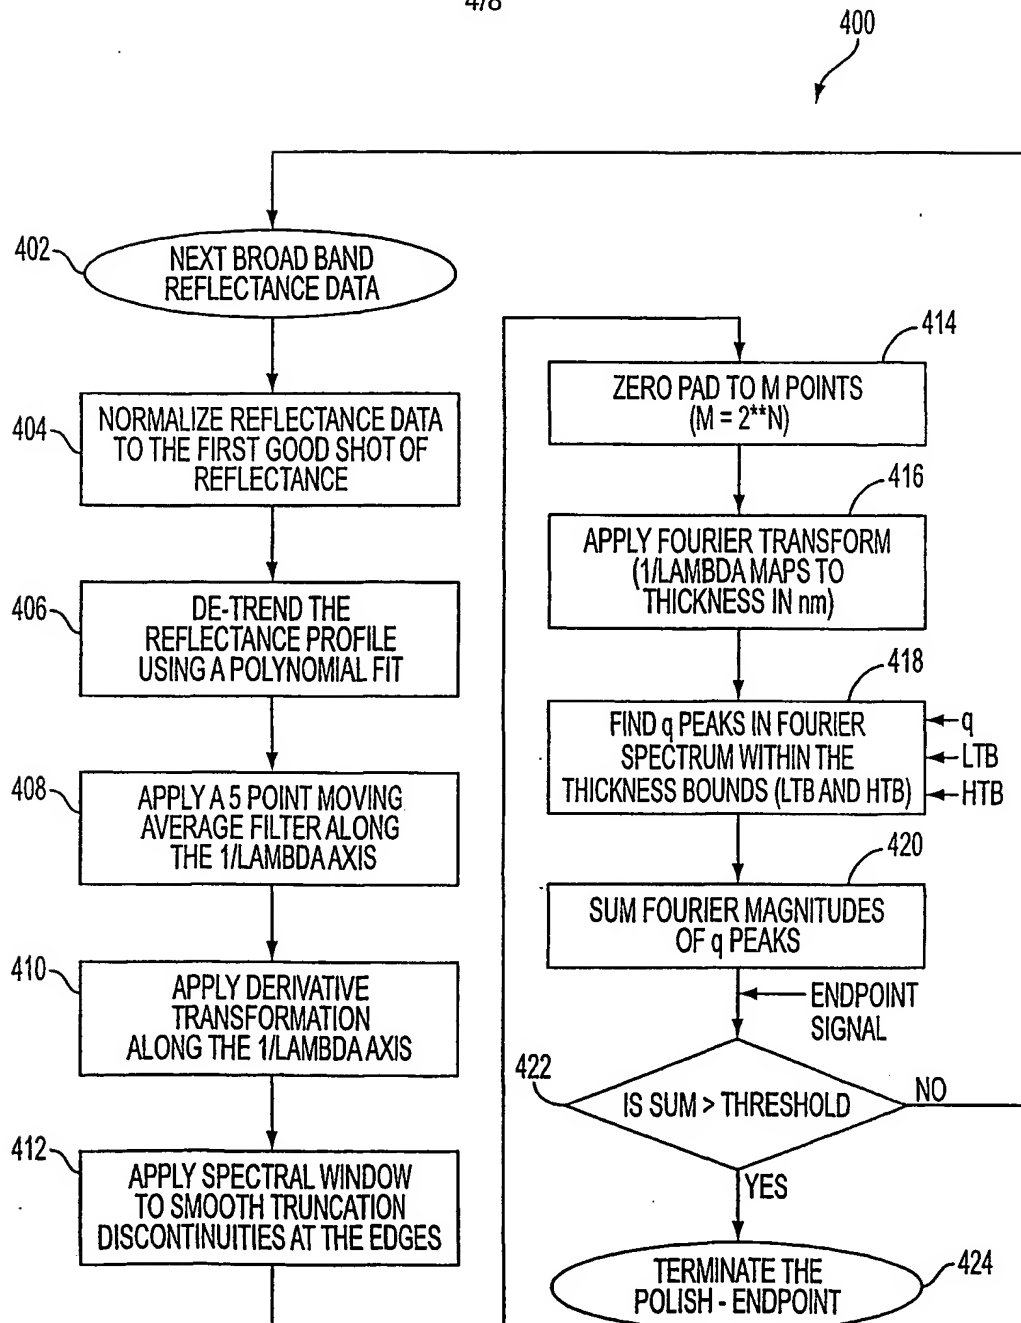 4/8
400
402
NEXT BROAD BAND
REFLECTANCE DATA
404
NORMALIZE REFLECTANCE DATA
TO THE FIRST GOOD SHOT OF
REFLECTANCE
406
DE-TREND THE
REFLECTANCE PROFILE
USING A POLYNOMIAL FIT
408
APPLY A 5 POINT MOVING
AVERAGE FILTER ALONG
THE 1/LAMBDA AXIS
410
APPLY DERIVATIVE
TRANSFORMATION
ALONG THE 1/LAMBDA AXIS
412
APPLY SPECTRAL WINDOW
TO SMOOTH TRUNCATION
DISCONTINUITIES AT THE EDGES
414
ZERO PAD TO M POINTS
(M = 2**N)
416
APPLY FOURIER TRANSFORM
(1/LAMBDA MAPS TO
THICKNESS IN nm)
418
FIND q PEAKS IN FOURIER
SPECTRUM WITHIN THE
THICKNESS BOUNDS (LTB AND HTB)
q
LTB
HTB
420
SUM FOURIER MAGNITUDES
OF q PEAKS
ENDPOINT
SIGNAL
422
IS SUM > THRESHOLD
NO
YES
TERMINATE THE
POLISH - ENDPOINT
424